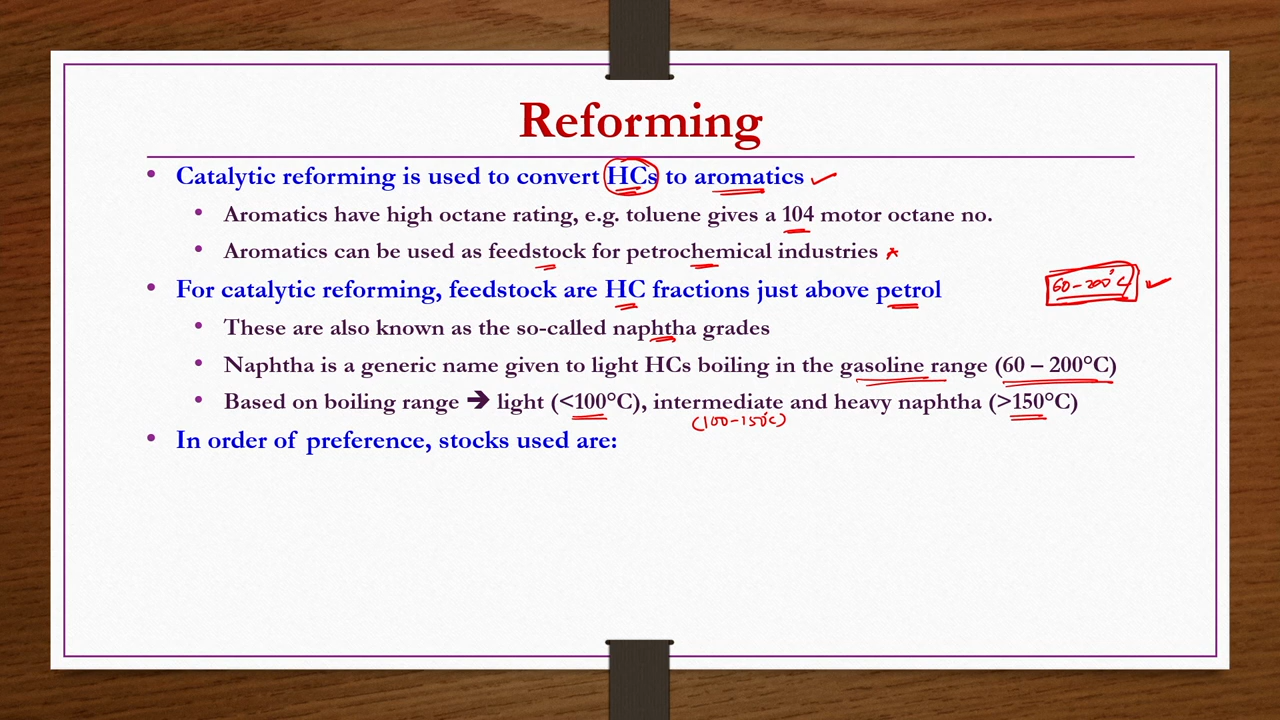 Reforming
• Catalytic reforming is used to convert HCs to aromatics
• Aromatics have high octane rating, e.g. toluene gives a 104 motor octane no.
• Aromatics can be used as feedstock for petrochemical industries
• For catalytic reforming, feedstock are HC fractions just above petrol
60-200°C
• These are also known as the so-called naphtha grades
• Naphtha is a generic name given to light HCs boiling in the gasoline range (60 – 200°C)
• Based on boiling range ➔ light (<100°C), intermediate and heavy naphtha (>150°C)
(100-150°C)
• In order of preference, stocks used are: